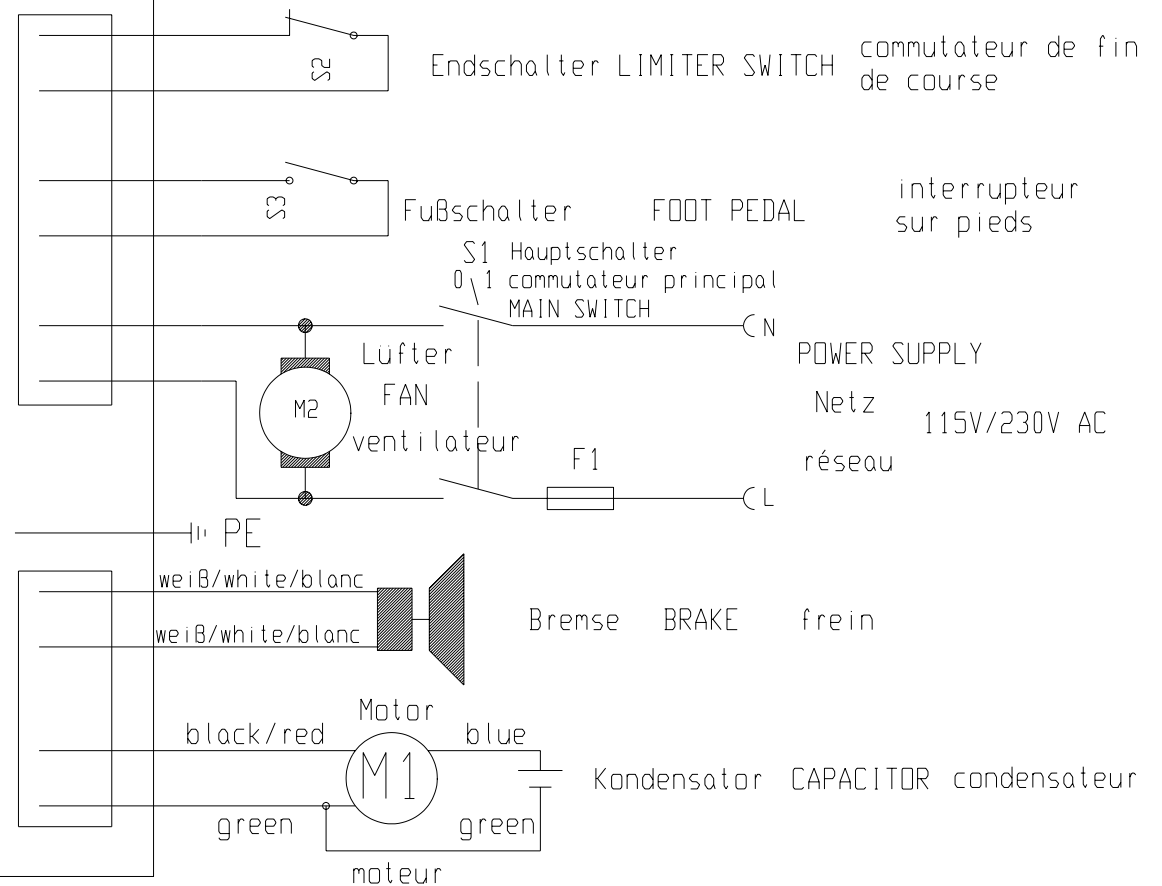 commutateur de fin
Endschalter LIMITER SWITCH
de course
S2
interrupteur
S3
Fußschalter FOOT PEDAL
sur pieds
S1 Hauptschalter
0 1 commutateur principal
MAIN SWITCH
N
Lüfter
POWER SUPPLY
FAN
M2
Netz
115V/230V AC
ventilateur
F1
réseau
L
PE
weiß/white/blanc
Bremse BRAKE frein
weiß/white/blanc
Motor
black/red
blue
M1
Kondensator CAPACITOR condensateur
green
green
moteur